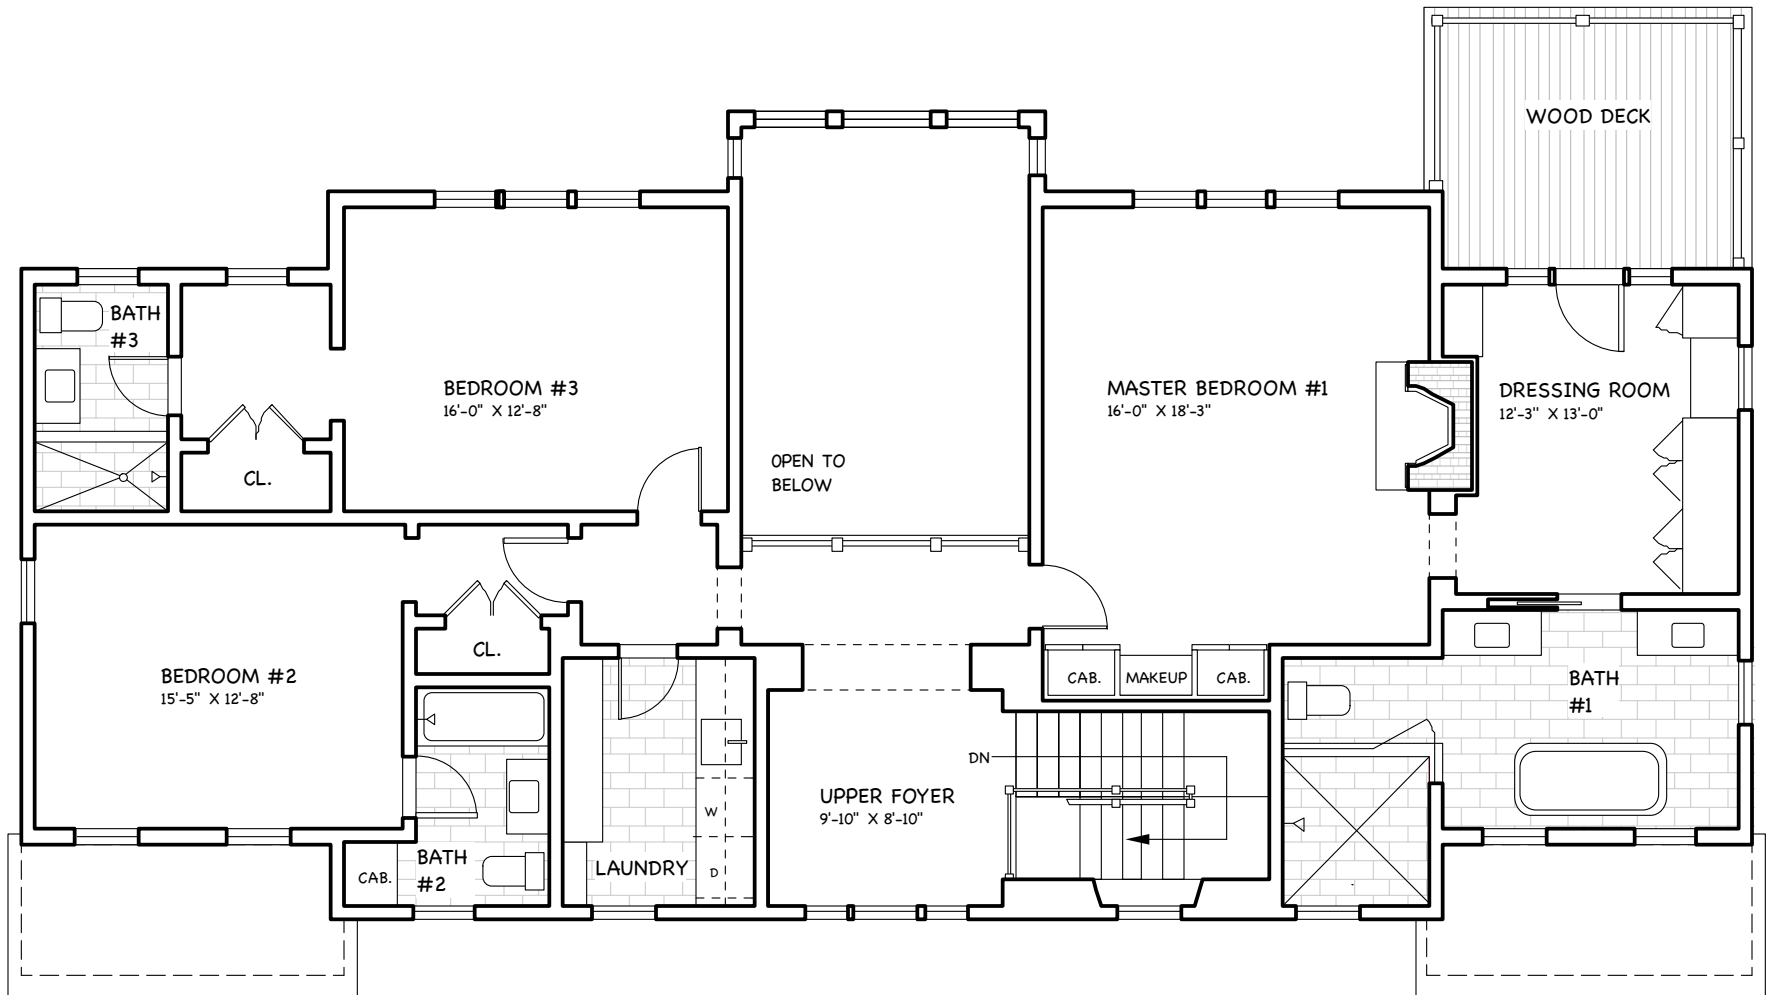 WOOD DECK
BATH
#3
BEDROOM #3
16'-0" X 12'-8"
MASTER BEDROOM #1
16'-0" X 18'-3"
DRESSING ROOM
12'-3" X 13'-0"
OPEN TO
BELOW
CL.
CL.
BEDROOM #2
15'-5" X 12'-8"
CAB.
MAKEUP
CAB.
BATH
#1
DN
UPPER FOYER
9'-10" X 8'-10"
W
D
LAUNDRY
BATH
#2
CAB.